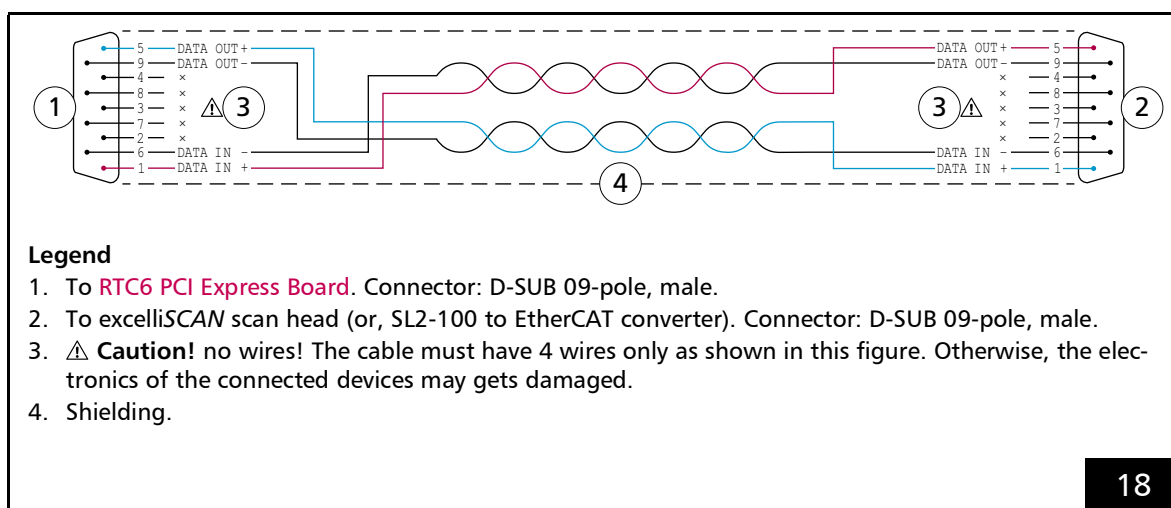 5 DATA OUT+ DATA OUT+ 5
9 DATA OUT- DATA OUT- 9
4 × × 4
8 × × 8
1 3 × ⚠ 3 3 ⚠ × 3 2
7 × × 7
2 × × 2
6 DATA IN - DATA IN - 6
1 DATA IN + DATA IN + 1
4
Legend
1. To RTC6 PCI Express Board. Connector: D-SUB 09-pole, male.
2. To excelliSCAN scan head (or, SL2-100 to EtherCAT converter). Connector: D-SUB 09-pole, male.
3. ⚠ Caution! no wires! The cable must have 4 wires only as shown in this figure. Otherwise, the elec-
tronics of the connected devices may gets damaged.
4. Shielding.
18